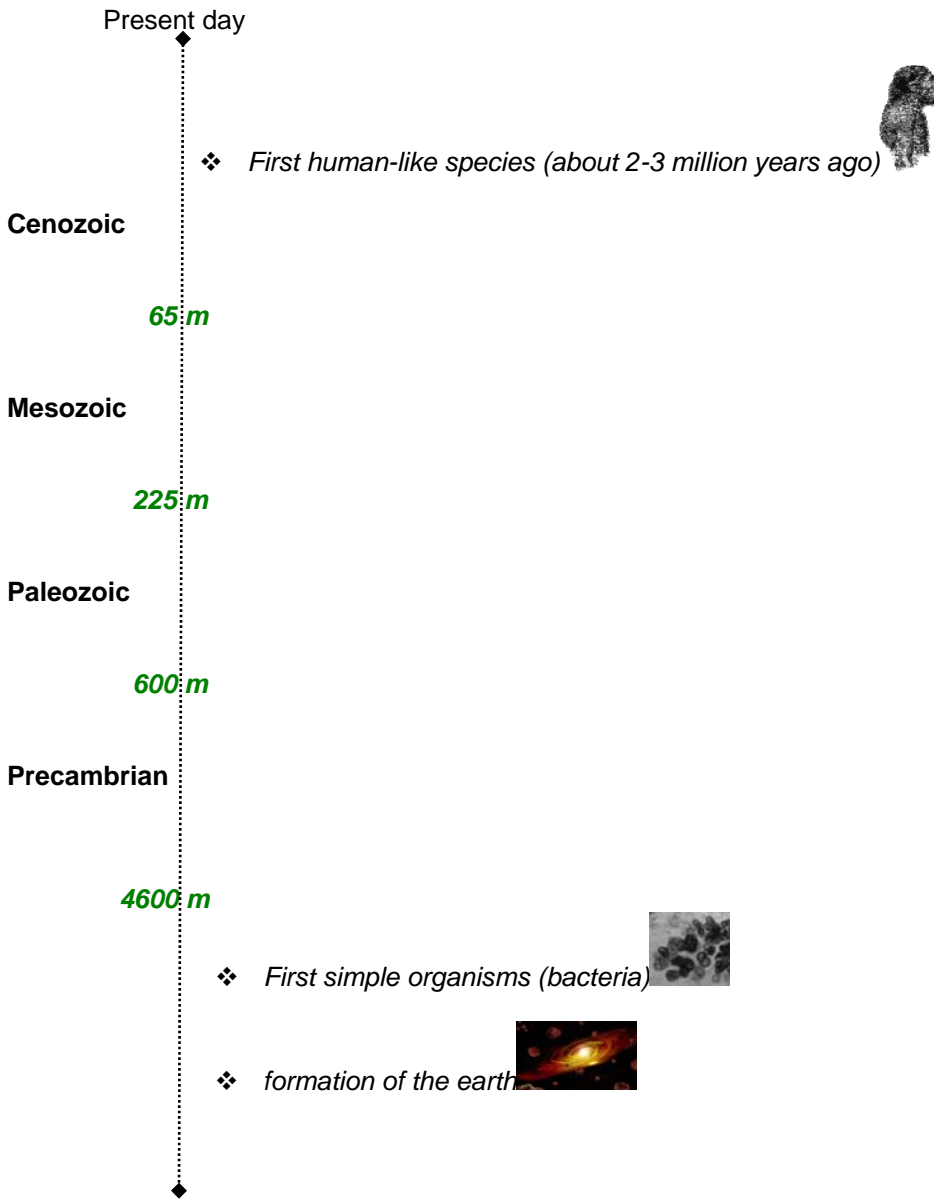 Present day
❖ First human-like species (about 2-3 million years ago)
Cenozoic
65 m
Mesozoic
225 m
Paleozoic
600 m
Precambrian
4600 m
❖ First simple organisms (bacteria)
❖ formation of the earth